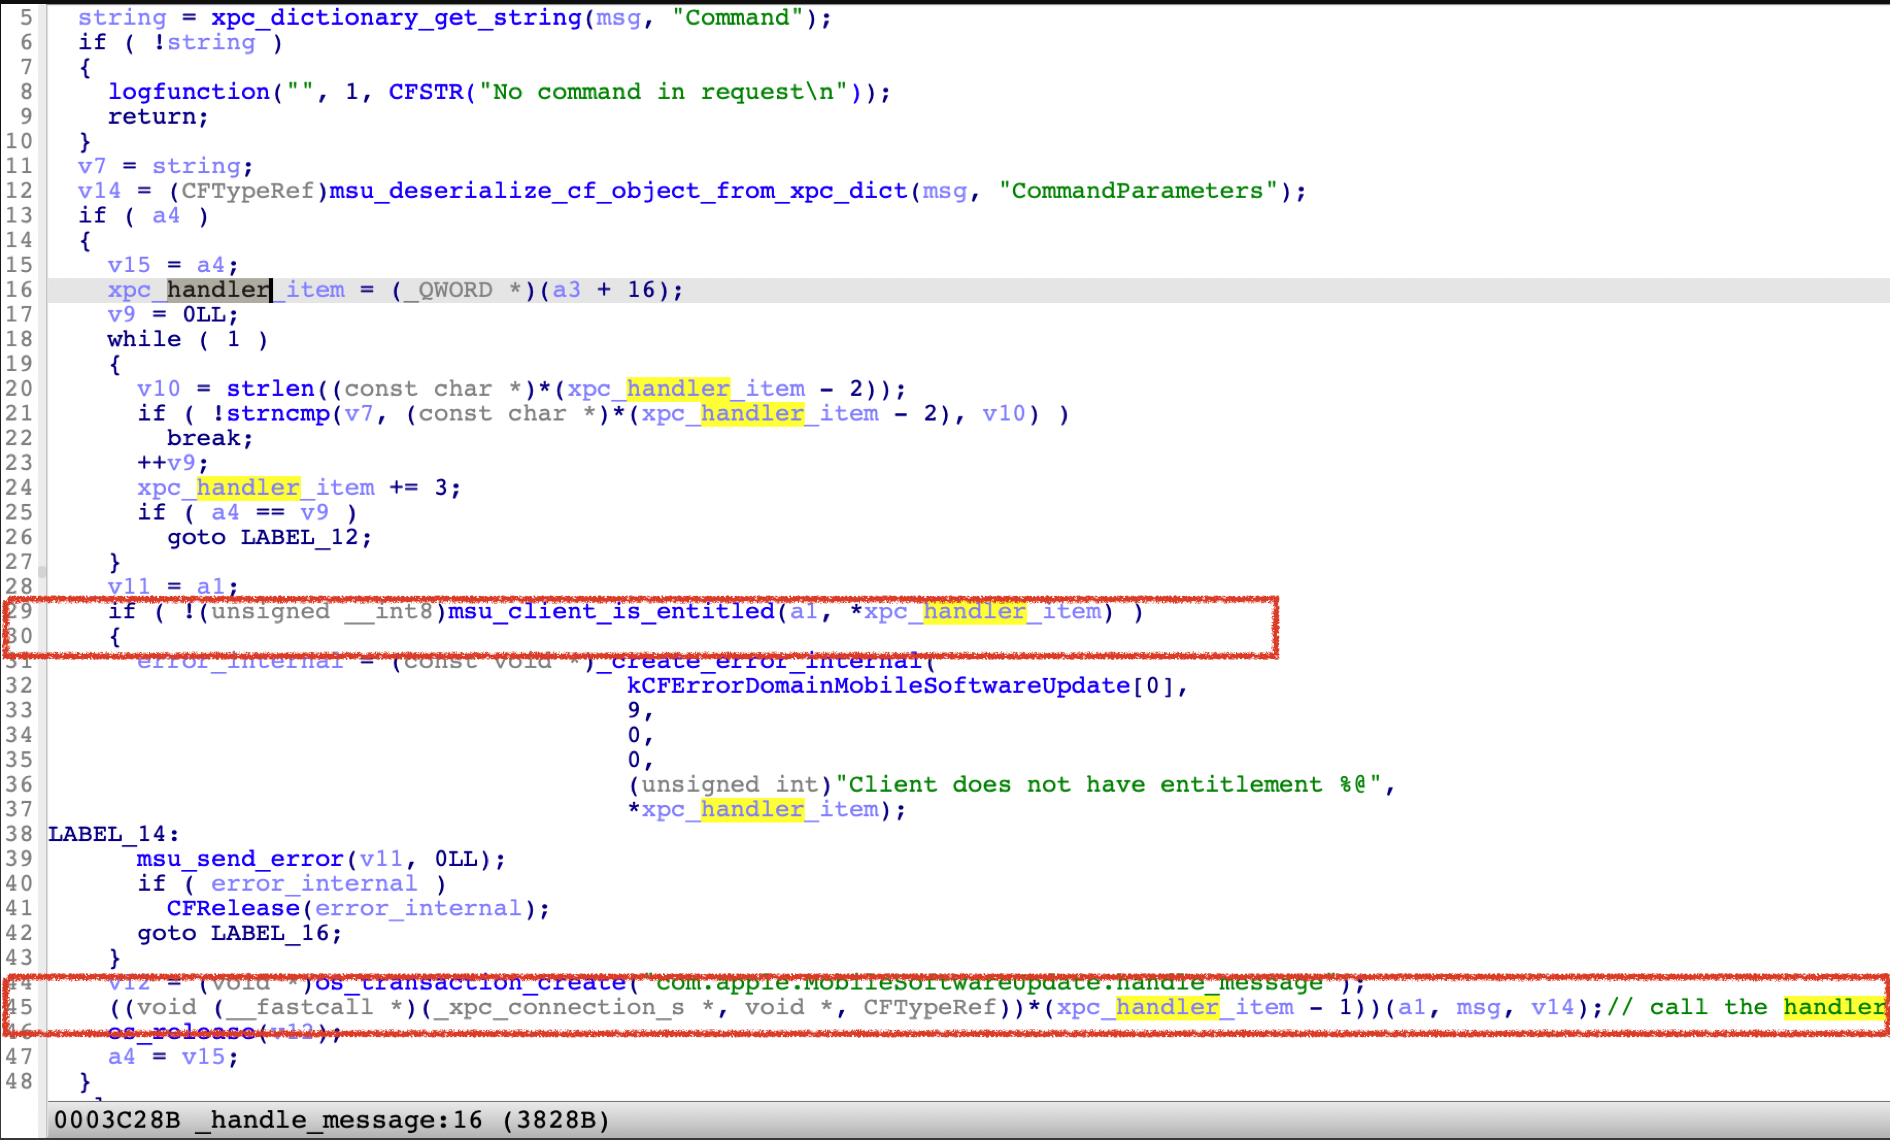 5 string = xpc_dictionary_get_string(msg, "Command");
6 if ( !string )
7 {
8 logfunction("", 1, CFSTR("No command in request\n"));
9 return;
10 }
11 v7 = string;
12 v14 = (CFTypeRef)msu_deserialize_cf_object_from_xpc_dict(msg, "CommandParameters");
13 if ( a4 )
14 {
15 v15 = a4;
16 xpc_handler_item = (_QWORD *)(a3 + 16);
17 v9 = 0LL;
18 while ( 1 )
19 {
20 v10 = strlen((const char *)*(xpc_handler_item - 2));
21 if ( !strncmp(v7, (const char *)*(xpc_handler_item - 2), v10) )
22 break;
23 ++v9;
24 xpc_handler_item += 3;
25 if ( a4 == v9 )
26 goto LABEL_12;
27 }
28 v11 = a1;
29 if ( !(unsigned __int8)msu_client_is_entitled(a1, *xpc_handler_item) )
30 {
31 error_internal = (const void *)_create_error_internal(
32 kCFErrorDomainMobileSoftwareUpdate[0],
33 9,
34 0,
35 0,
36 (unsigned int)"Client does not have entitlement %@",
37 *xpc_handler_item);
38 LABEL_14:
39 msu_send_error(v11, 0LL);
40 if ( error_internal )
41 CFRelease(error_internal);
42 goto LABEL_16;
43 }
44 v12 = (void *)os_transaction_create("com.apple.MobileSoftwareUpdate.handle_message");
45 ((void (__fastcall *)(_xpc_connection_s *, void *, CFTypeRef))*(xpc_handler_item - 1))(a1, msg, v14);// call the handler
46 os_release(v12);
47 a4 = v15;
48 }
0003C28B _handle_message:16 (3828B)